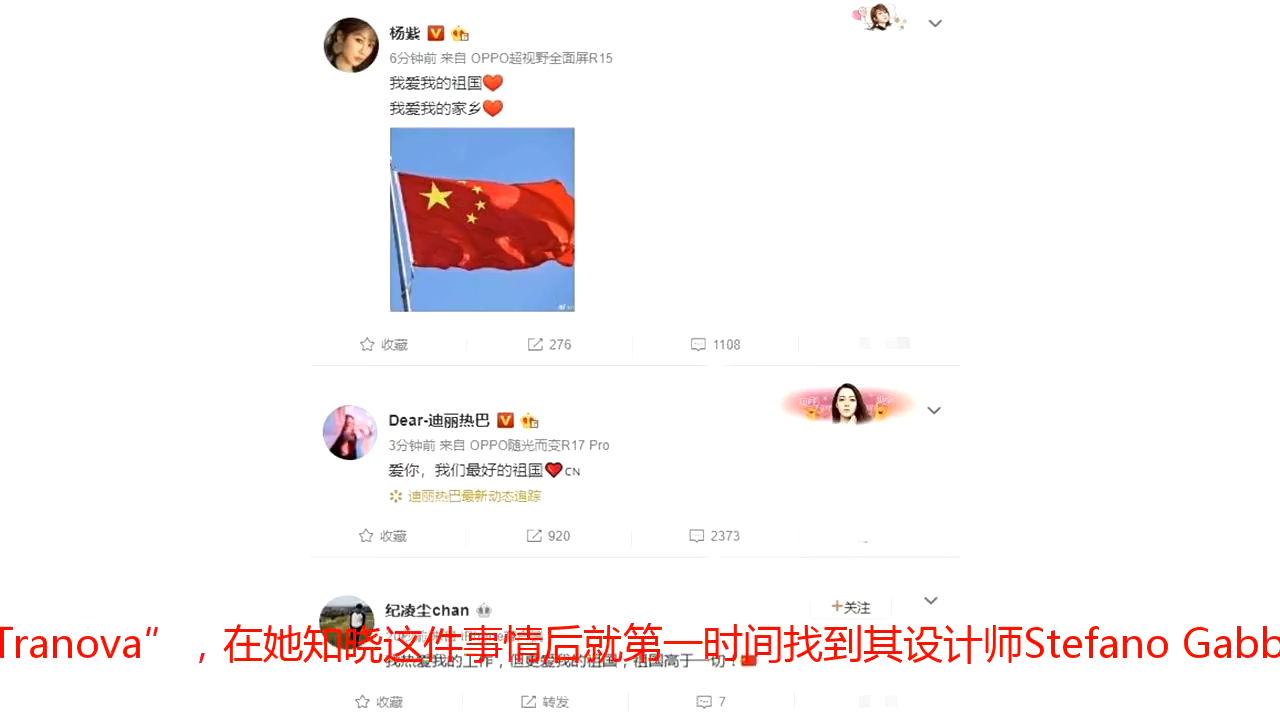 杨紫
6分钟前 来自 OPPO超视野全面屏R15
我爱我的祖国❤
我爱我的家乡❤
收藏 276 1108
Dear-迪丽热巴
3分钟前 来自 OPPO随光而变R17 Pro
爱你，我们最好的祖国❤CN
迪丽热巴最新动态追踪
收藏 920 2373
纪凌尘chan
+关注
Tranova”，在她知晓这件事情后就第一时间找到其设计师Stefano Gabb
我热爱我的工作，但更爱我的祖国，祖国高于一切！
收藏 转发 7